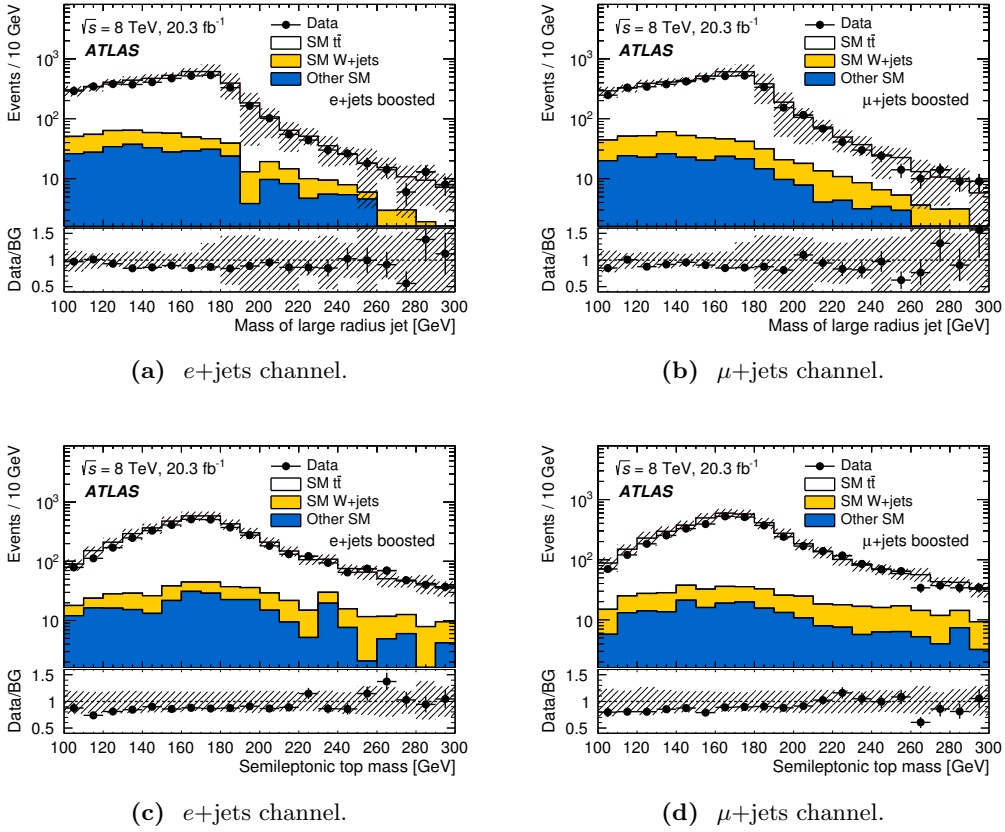 √s = 8 TeV, 20.3 fb⁻¹
ATLAS
Data
SM tt̄
SM W+jets
Other SM
e+jets boosted
Events / 10 GeV
10³
10²
10
Data/BG
1.5
1
0.5
100 120 140 160 180 200 220 240 260 280 300
Mass of large radius jet [GeV]
(a) e+jets channel.
√s = 8 TeV, 20.3 fb⁻¹
ATLAS
Data
SM tt̄
SM W+jets
Other SM
μ+jets boosted
Events / 10 GeV
10³
10²
10
Data/BG
1.5
1
0.5
100 120 140 160 180 200 220 240 260 280 300
Mass of large radius jet [GeV]
(b) μ+jets channel.
√s = 8 TeV, 20.3 fb⁻¹
ATLAS
Data
SM tt̄
SM W+jets
Other SM
e+jets boosted
Events / 10 GeV
10³
10²
10
Data/BG
1.5
1
0.5
100 120 140 160 180 200 220 240 260 280 300
Semileptonic top mass [GeV]
(c) e+jets channel.
√s = 8 TeV, 20.3 fb⁻¹
ATLAS
Data
SM tt̄
SM W+jets
Other SM
μ+jets boosted
Events / 10 GeV
10³
10²
10
Data/BG
1.5
1
0.5
100 120 140 160 180 200 220 240 260 280 300
Semileptonic top mass [GeV]
(d) μ+jets channel.